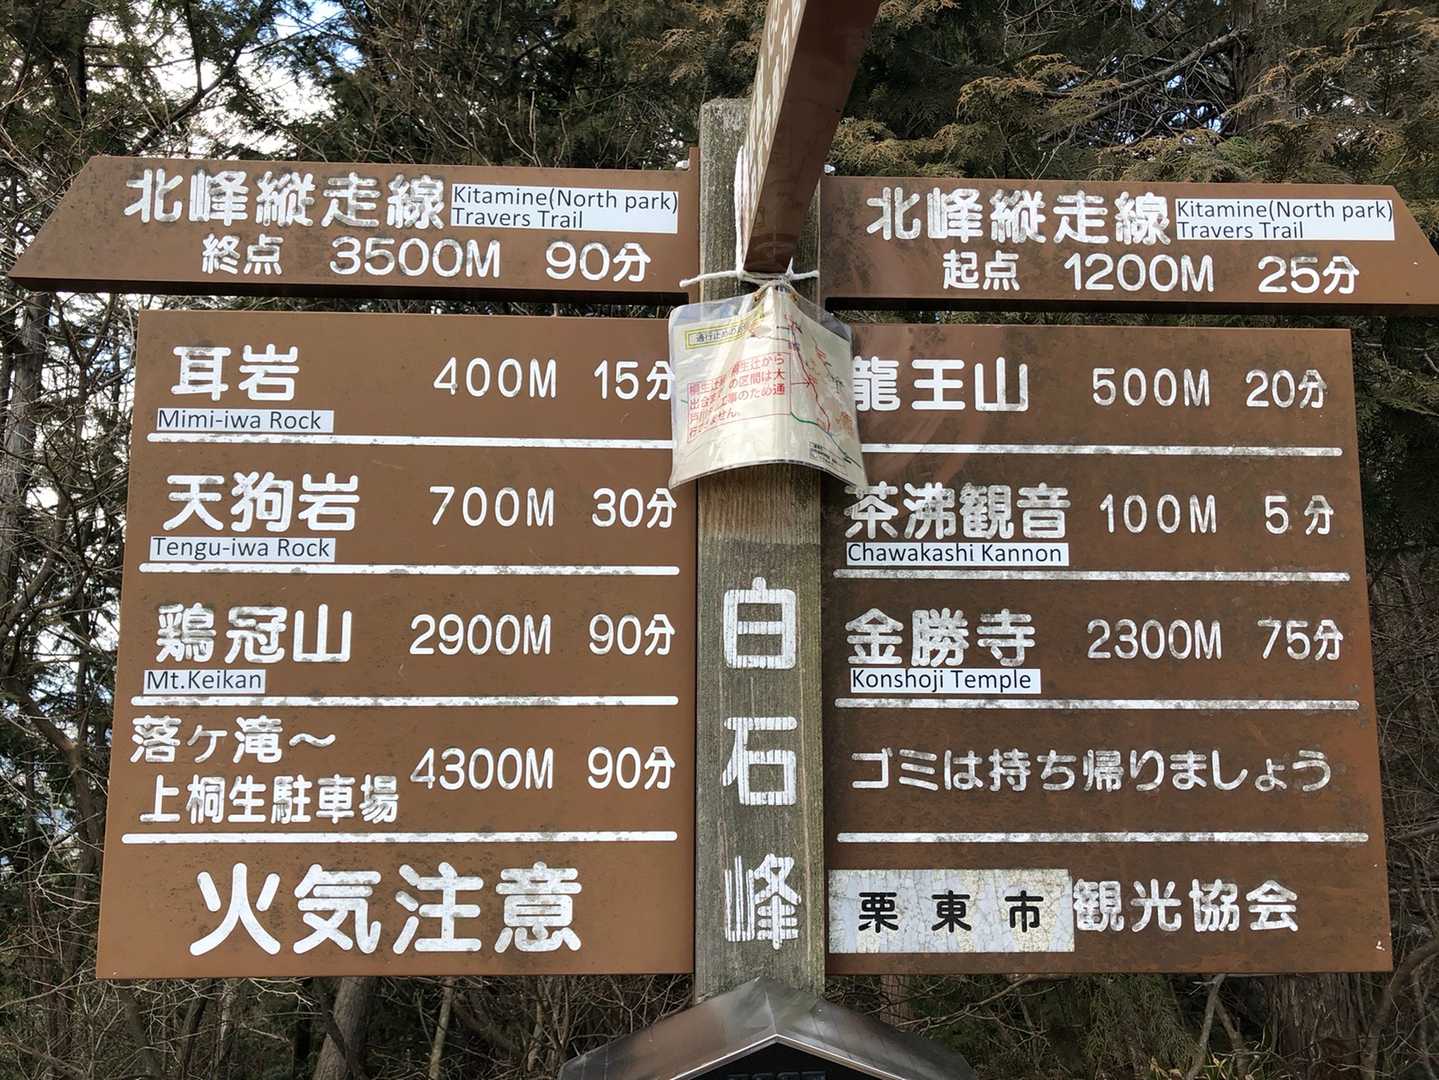 北峰縦走線 Kitamine(North park)
Travers Trail
終点 3500M 90分
北峰縦走線 Kitamine(North park)
Travers Trail
起点 1200M 25分
耳岩 400M 15分
Mimi-iwa Rock
天狗岩 700M 30分
Tengu-iwa Rock
鶏冠山 2900M 90分
Mt.Keikan
落ヶ滝〜
上桐生駐車場 4300M 90分
火気注意
白石峰
龍王山 500M 20分
茶沸観音 100M 5分
Chawakashi Kannon
金勝寺 2300M 75分
Konshoji Temple
ゴミは持ち帰りましょう
栗東市観光協会